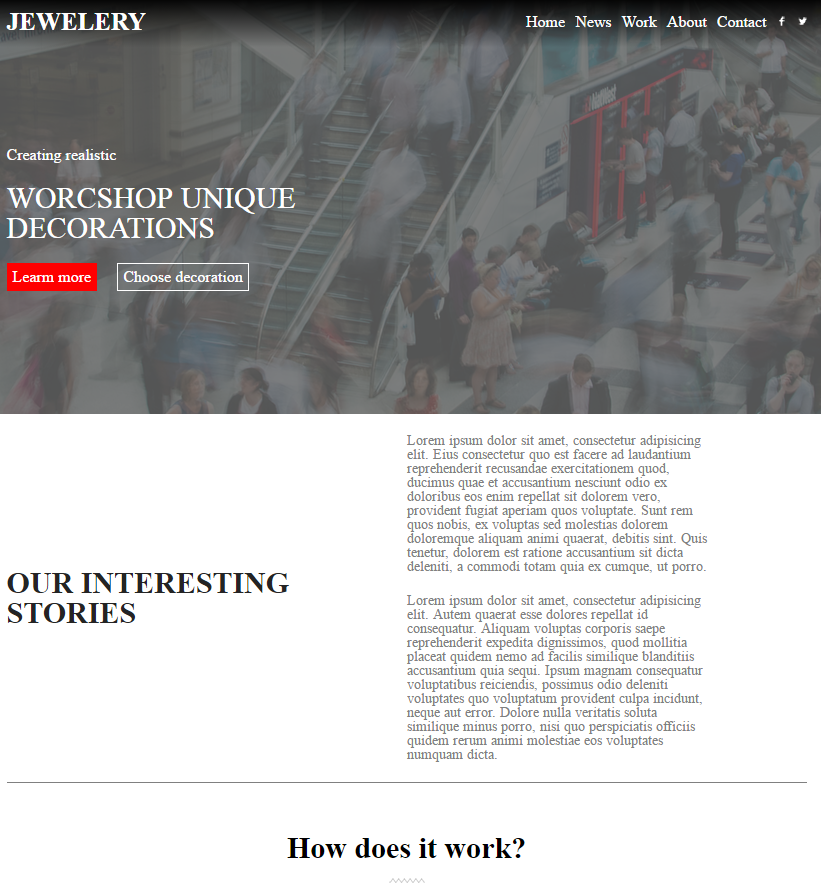 JEWELERY
Home News Work About Contact
NatWest
Creating realistic
WORCSHOP UNIQUE
DECORATIONS
Learn more Choose decoration
Lorem ipsum dolor sit amet, consectetur adipisicing
elit. Eius consectetur quo est facere ad laudantium
reprehenderit recusandae exercitationem quod,
ducimus quae et accusantium nesciunt odio ex
doloribus eos enim repellat sit dolorem vero,
provident fugiat aperiam quos voluptate. Sunt rem
quos nobis, ex voluptas sed molestias dolorem
doloremque aliquam animi quaerat, debitis sint. Quis
tenetur, dolorem est ratione accusantium sit dicta
deleniti, a commodi totam quia ex cumque, ut porro.
OUR INTERESTING
STORIES
Lorem ipsum dolor sit amet, consectetur adipisicing
elit. Autem quaerat esse dolores repellat id
consequatur. Aliquam voluptas corporis saepe
reprehenderit expedita dignissimos, quod mollitia
placeat quidem nemo ad facilis similique blanditiis
accusantium quia sequi. Ipsum magnam consequatur
voluptatibus reiciendis, possimus odio deleniti
voluptates quo voluptatum provident culpa incidunt,
neque aut error. Dolore nulla veritatis soluta
similique minus porro, nisi quo perspiciatis officiis
quidem rerum animi molestiae eos voluptates
numquam dicta.
How does it work?